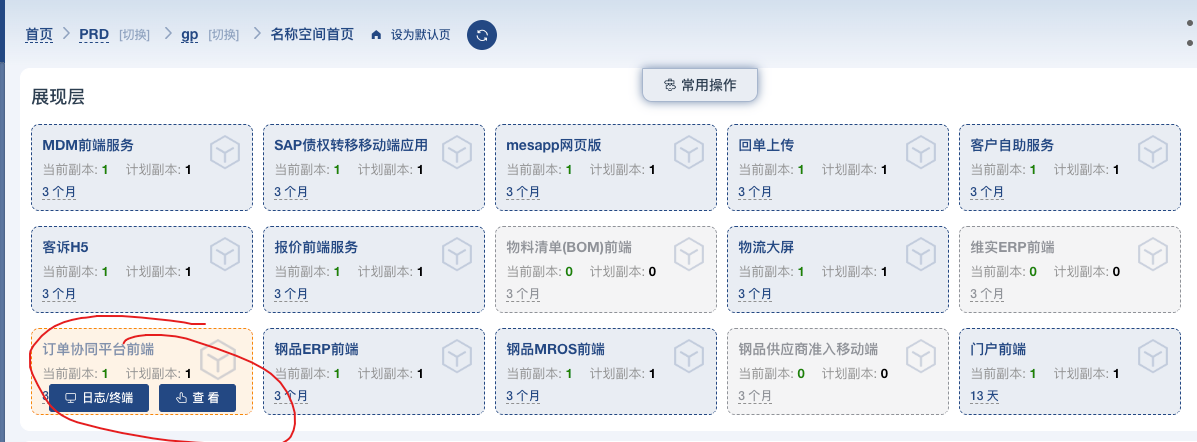 首页 PRD [切换] gp [切换] 名称空间首页 设为默认页
常用操作
展现层
MDM前端服务 SAP债权转移移动端应用 mesapp网页版 回单上传 客户自助服务
当前副本: 1 计划副本: 1 当前副本: 1 计划副本: 1 当前副本: 1 计划副本: 1 当前副本: 1 计划副本: 1 当前副本: 1 计划副本: 1
3 个月 3 个月 3 个月 3 个月 3 个月
客诉H5 报价前端服务 物料清单(BOM)前端 物流大屏 维实ERP前端
当前副本: 1 计划副本: 1 当前副本: 1 计划副本: 1 当前副本: 0 计划副本: 0 当前副本: 1 计划副本: 1 当前副本: 0 计划副本: 0
3 个月 3 个月 3 个月 3 个月 3 个月
订单协同平台前端 钢品ERP前端 钢品MROS前端 钢品供应商准入移动端 门户前端
当前副本: 1 计划副本: 1 当前副本: 1 计划副本: 1 当前副本: 1 计划副本: 1 当前副本: 0 计划副本: 0 当前副本: 1 计划副本: 1
3 日志/终端 查 看 3 个月 3 个月 3 个月 13 天